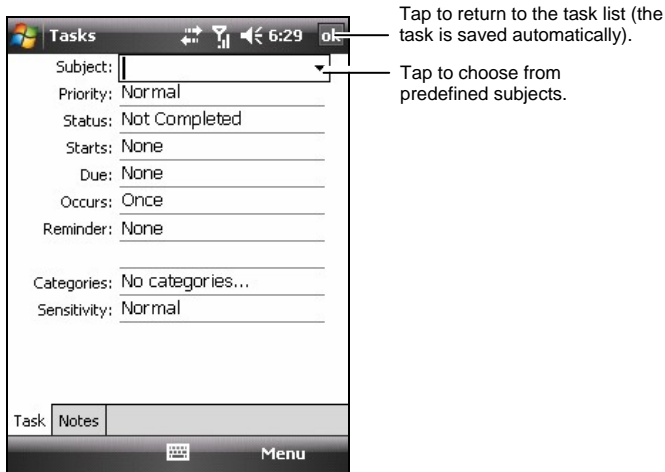 Tasks 6:29 ok
Tap to return to the task list (the
task is saved automatically).
Subject:
Tap to choose from
predefined subjects.
Priority: Normal
Status: Not Completed
Starts: None
Due: None
Occurs: Once
Reminder: None
Categories: No categories...
Sensitivity: Normal
Task Notes
Menu